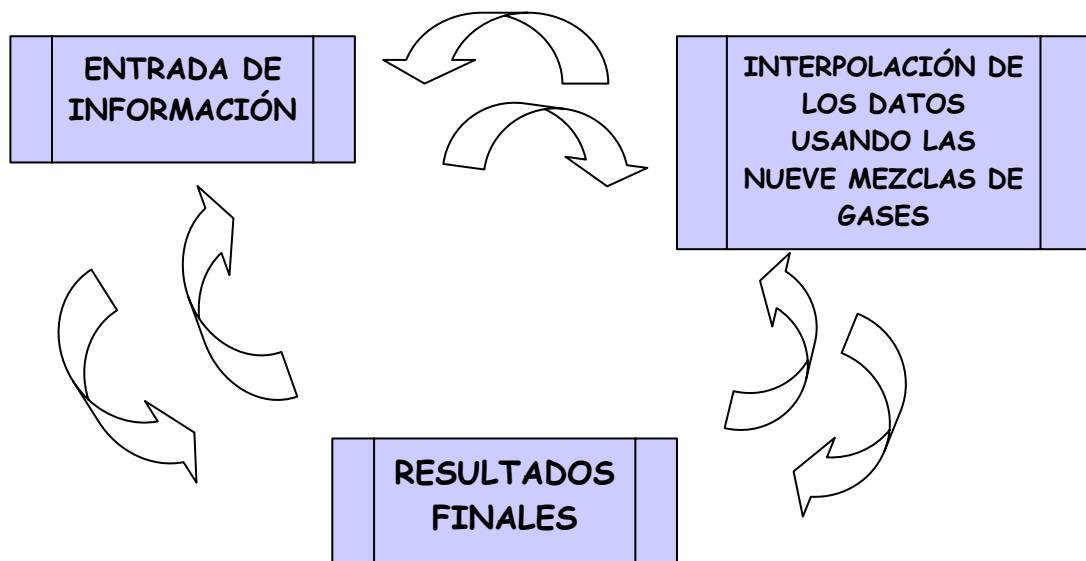 ENTRADA DE
INFORMACIÓN
INTERPOLACIÓN DE
LOS DATOS
USANDO LAS
NUEVE MEZCLAS DE
GASES
RESULTADOS
FINALES